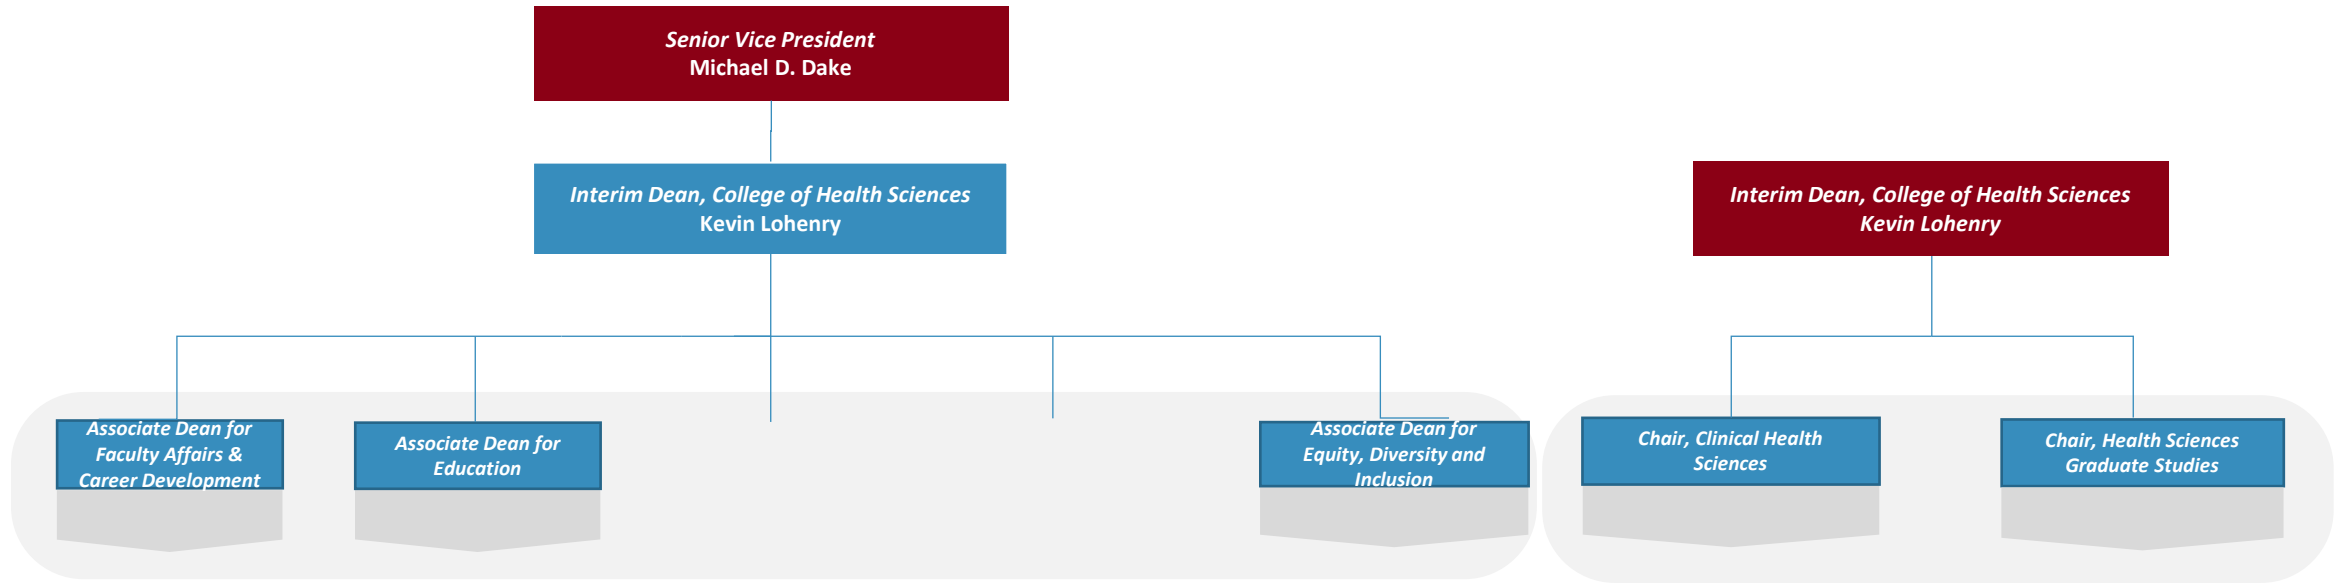 Senior Vice President
Michael D. Dake
Interim Dean, College of Health Sciences
Kevin Lohenry
Interim Dean, College of Health Sciences
Kevin Lohenry
Associate Dean for
Faculty Affairs &
Career Development
Associate Dean for
Education
Associate Dean for
Equity, Diversity and
Inclusion
Chair, Clinical Health
Sciences
Chair, Health Sciences
Graduate Studies